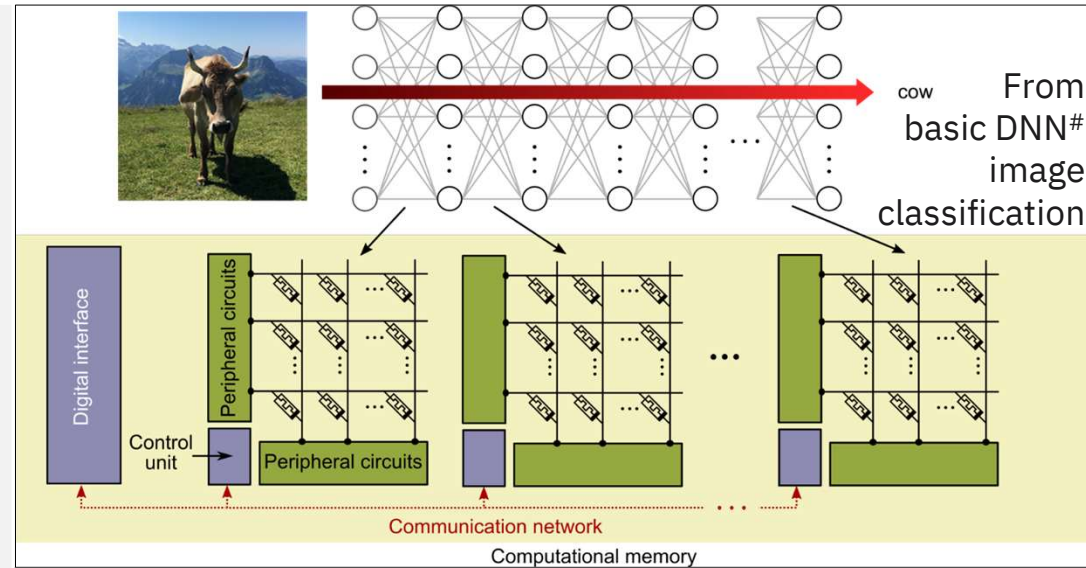 cow
From
basic DNN#
image
classification
Digital interface
Peripheral circuits
Control
unit
Peripheral circuits
Communication network
Computational memory